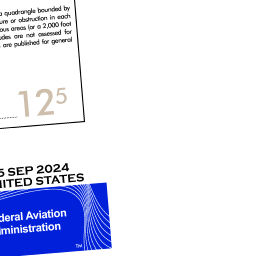 a quadrangle bounded by
ure or obstruction in each
ous areas (or a 2,000 foot
udes are not assessed for
are published for general
12⁵
5 SEP 2024
NITED STATES
deral Aviation
ministration
TM